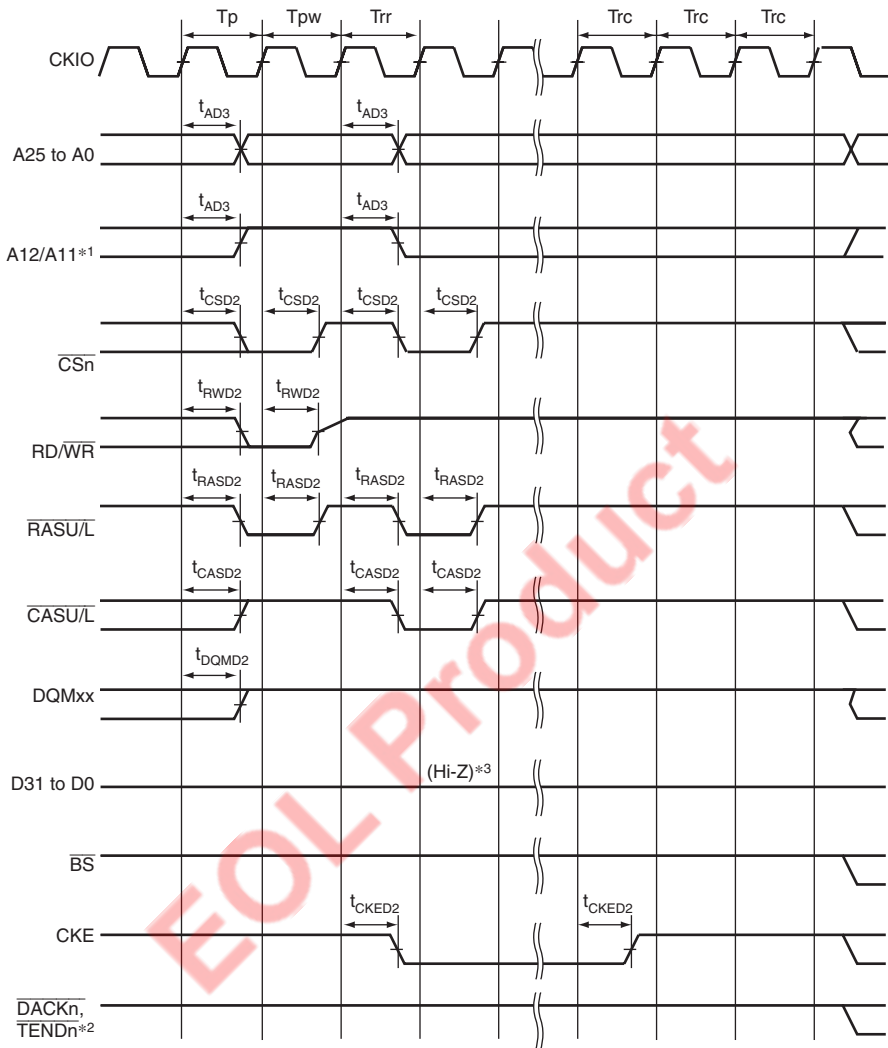 Tp Tpw Trr Trc Trc Trc
CKIO
tAD3 tAD3
A25 to A0
tAD3 tAD3
A12/A11*1
tCSD2 tCSD2 tCSD2 tCSD2
CSn
tRWD2 tRWD2
RD/WR
tRASD2 tRASD2 tRASD2 tRASD2
RASU/L
tCASD2 tCASD2 tCASD2
CASU/L
tDQMD2
DQMxx
(Hi-Z)*3
D31 to D0
BS
tCKED2 tCKED2
CKE
DACKn,
TENDn*2
EOL Product